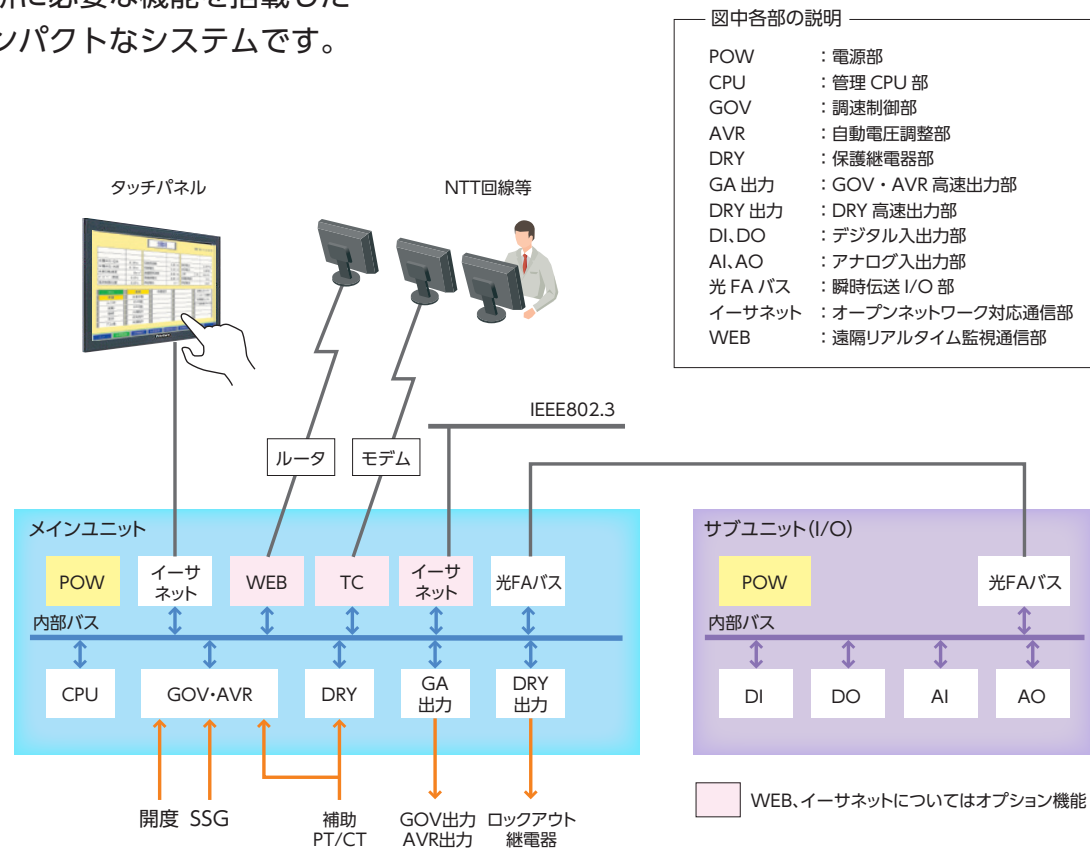 に必要な機能を搭載した
ンパクトなシステムです。
図中各部の説明
POW ：電源部
CPU ：管理 CPU 部
GOV ：調速制御部
AVR ：自動電圧調整部
DRY ：保護継電器部
GA 出力 ：GOV・AVR 高速出力部
DRY 出力 ：DRY 高速出力部
DI、DO ：デジタル入出力部
AI、AO ：アナログ入出力部
光 FA バス ：瞬時伝送 I/O 部
イーサネット ：オープンネットワーク対応通信部
WEB ：遠隔リアルタイム監視通信部
タッチパネル
NTT回線等
IEEE802.3
ルータ
モデム
メインユニット
POW
イーサ
ネット
WEB
TC
イーサ
ネット
光FAバス
内部バス
CPU
GOV・AVR
DRY
GA
出力
DRY
出力
開度
SSG
補助
PT/CT
GOV出力
AVR出力
ロックアウト
継電器
サブユニット（I/O）
POW
光FAバス
内部バス
DI
DO
AI
AO
WEB、イーサネットについてはオプション機能